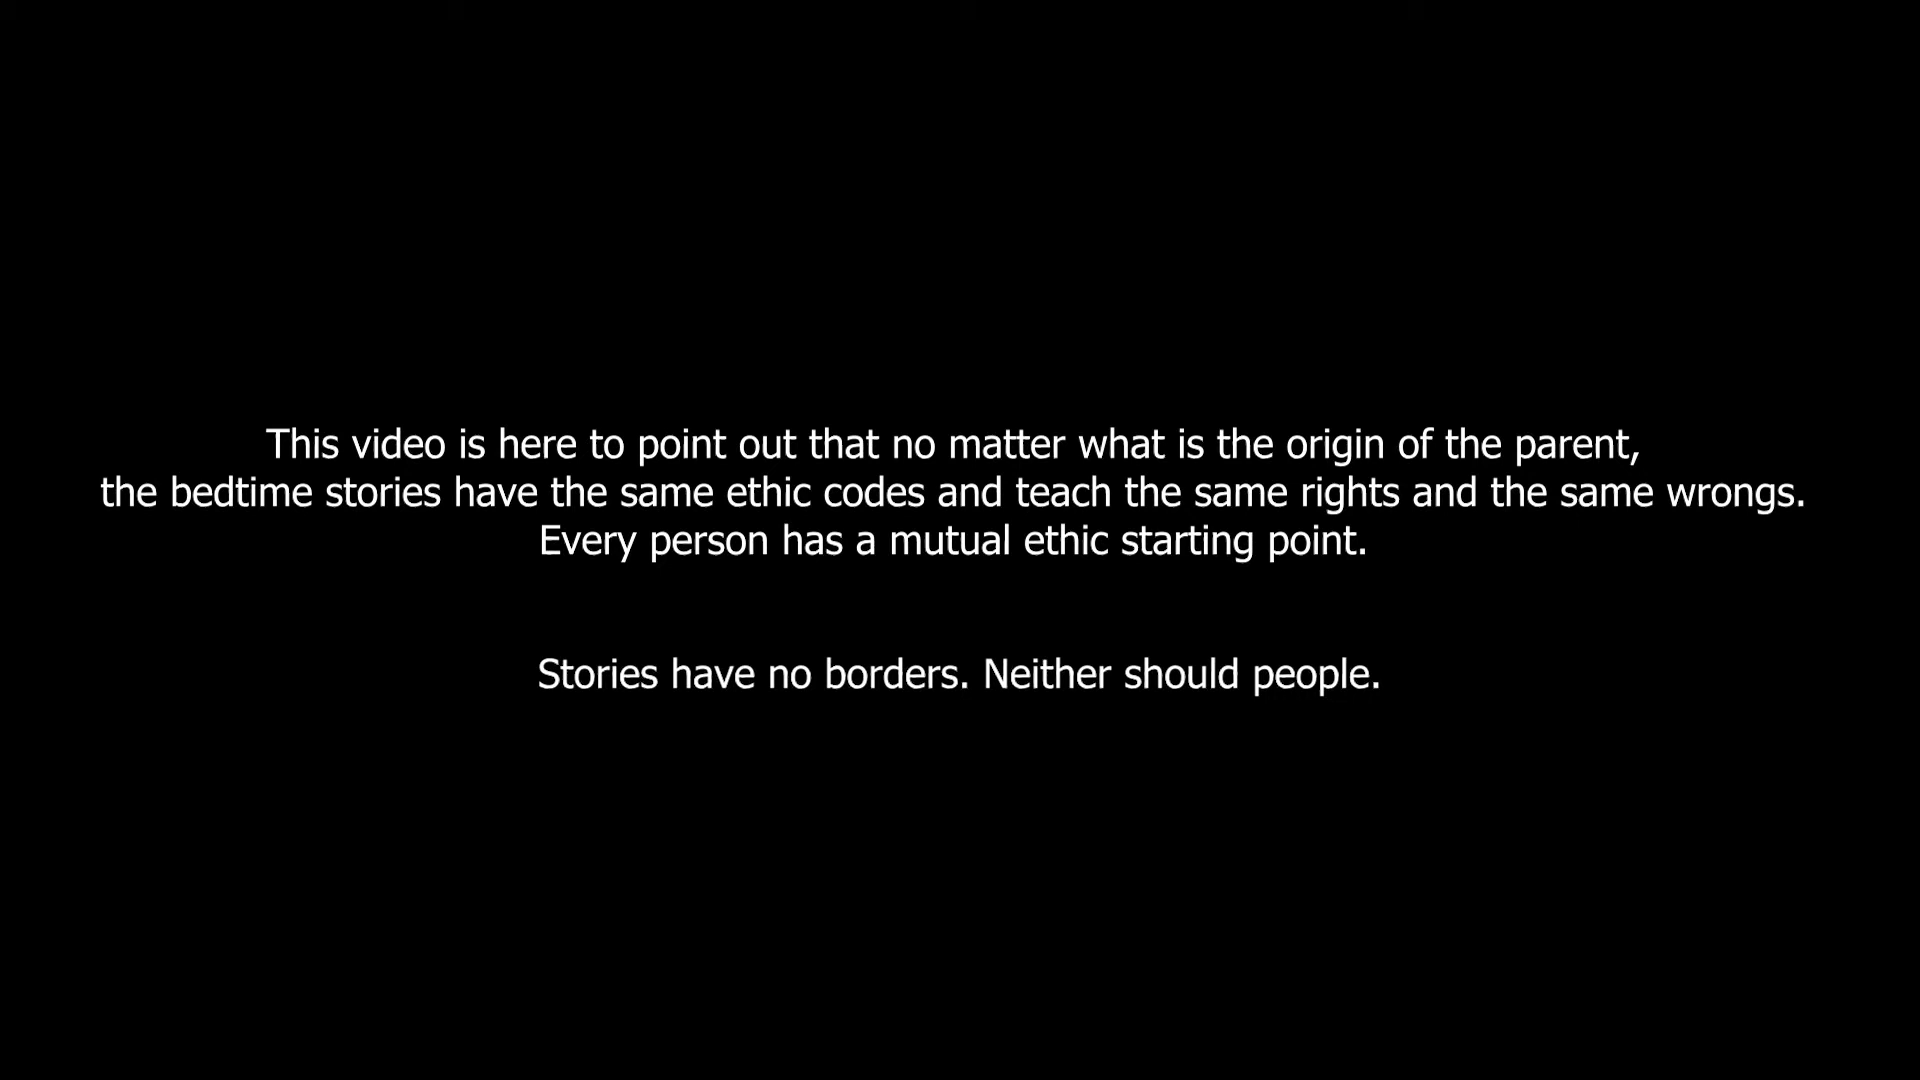 This video is here to point out that no matter what is the origin of the parent,
the bedtime stories have the same ethic codes and teach the same rights and the same wrongs.
Every person has a mutual ethic starting point.
Stories have no borders. Neither should people.